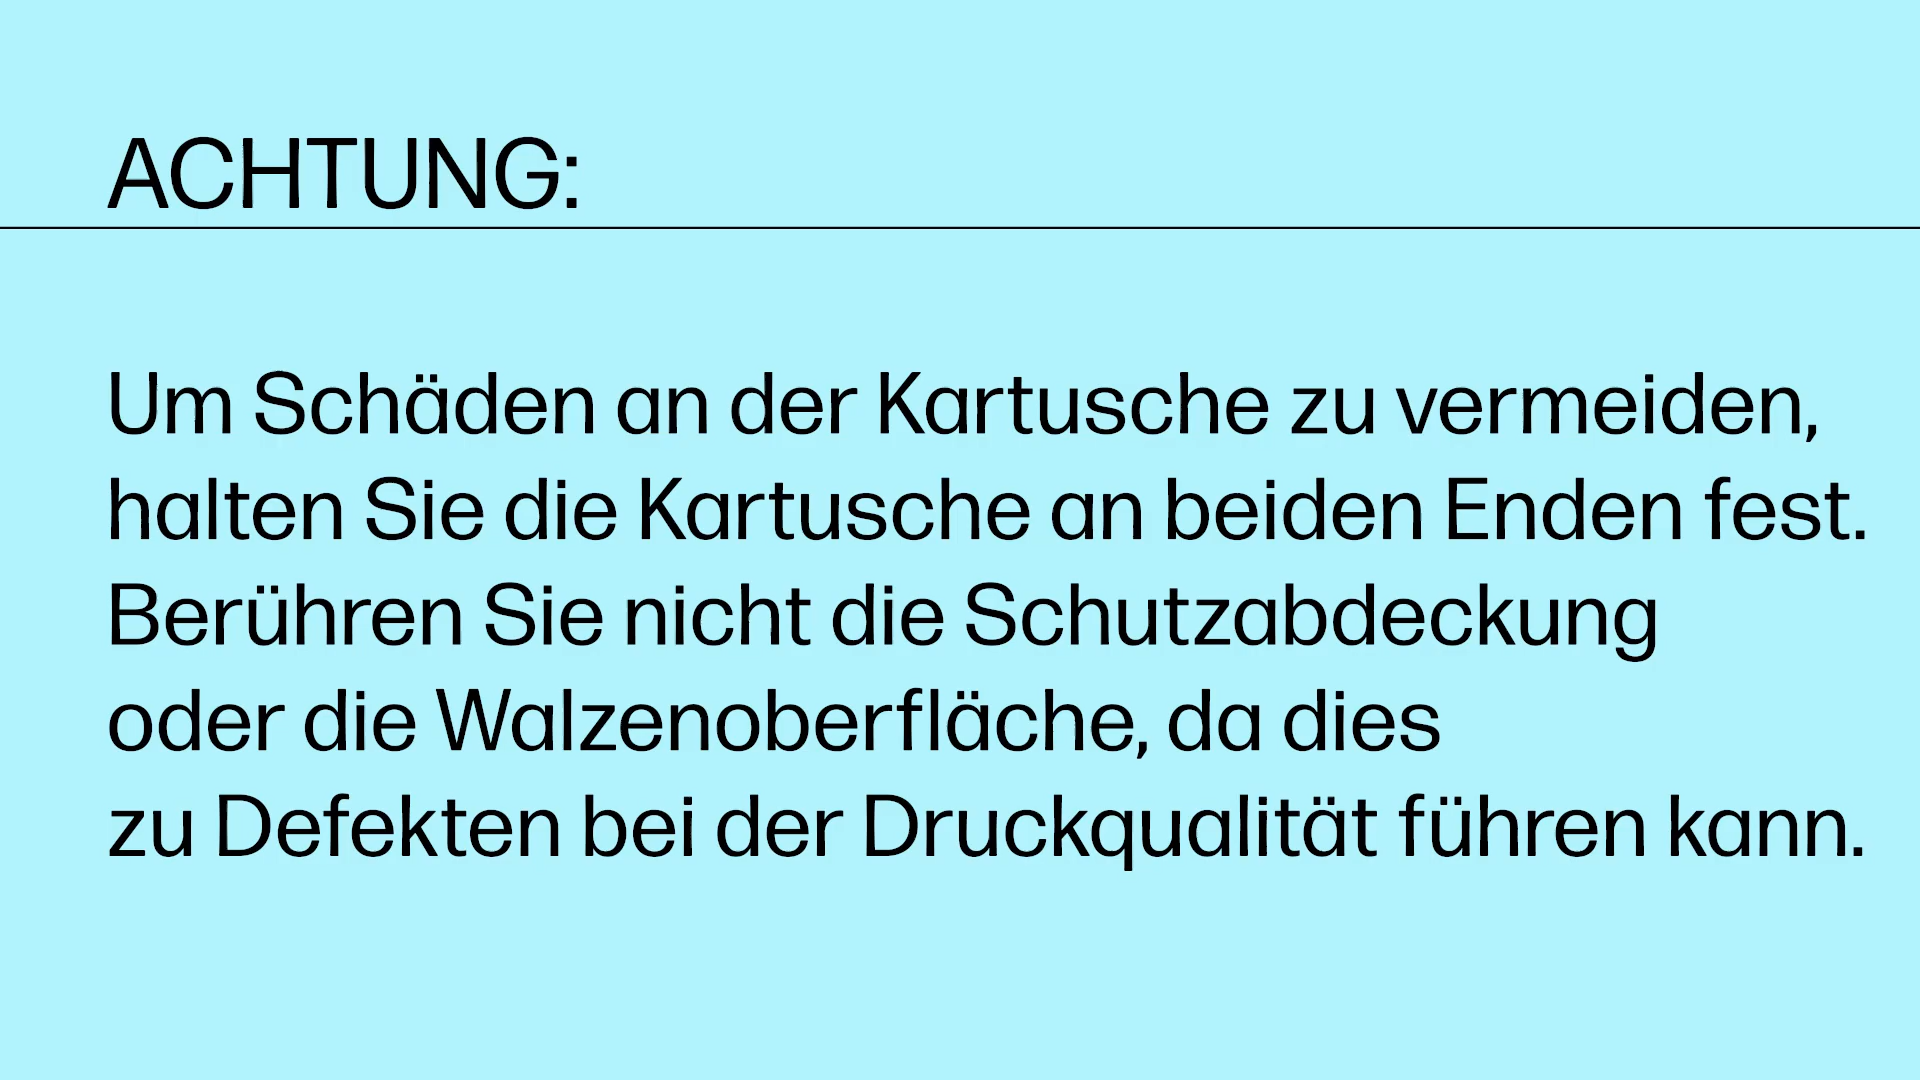 ACHTUNG:
Um Schäden an der Kartusche zu vermeiden,
halten Sie die Kartusche an beiden Enden fest.
Berühren Sie nicht die Schutzabdeckung
oder die Walzenoberfläche, da dies
zu Defekten bei der Druckqualität führen kann.